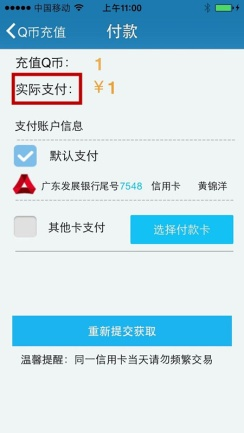 中国移动 上午11:00
Q币充值 付款
充值Q币： 1
实际支付： ¥1
支付账户信息
默认支付
广东发展银行尾号7548 信用卡 黄锦洋
其他卡支付 选择付款卡
重新提交获取
温馨提醒：同一信用卡当天请勿频繁交易